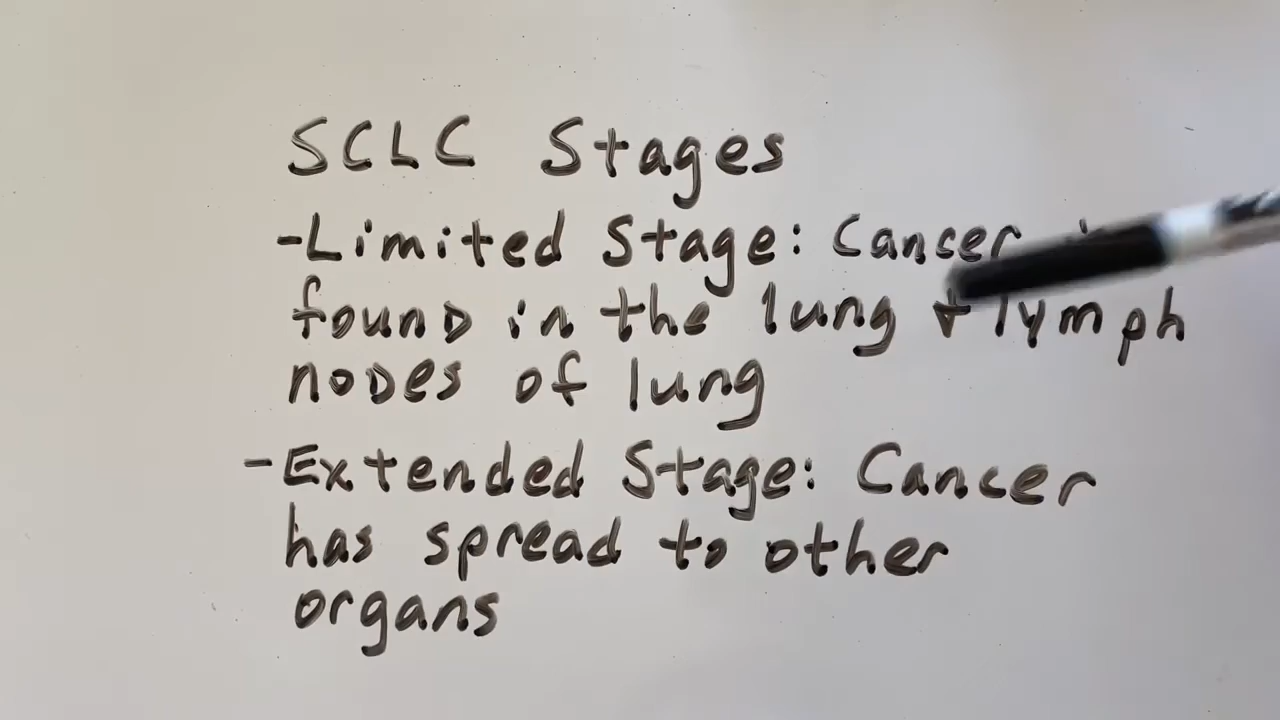 SCLC Stages
-Limited Stage: Cancer
found in the lung + lymph
nodes of lung
-Extended Stage: Cancer
has spread to other
organs